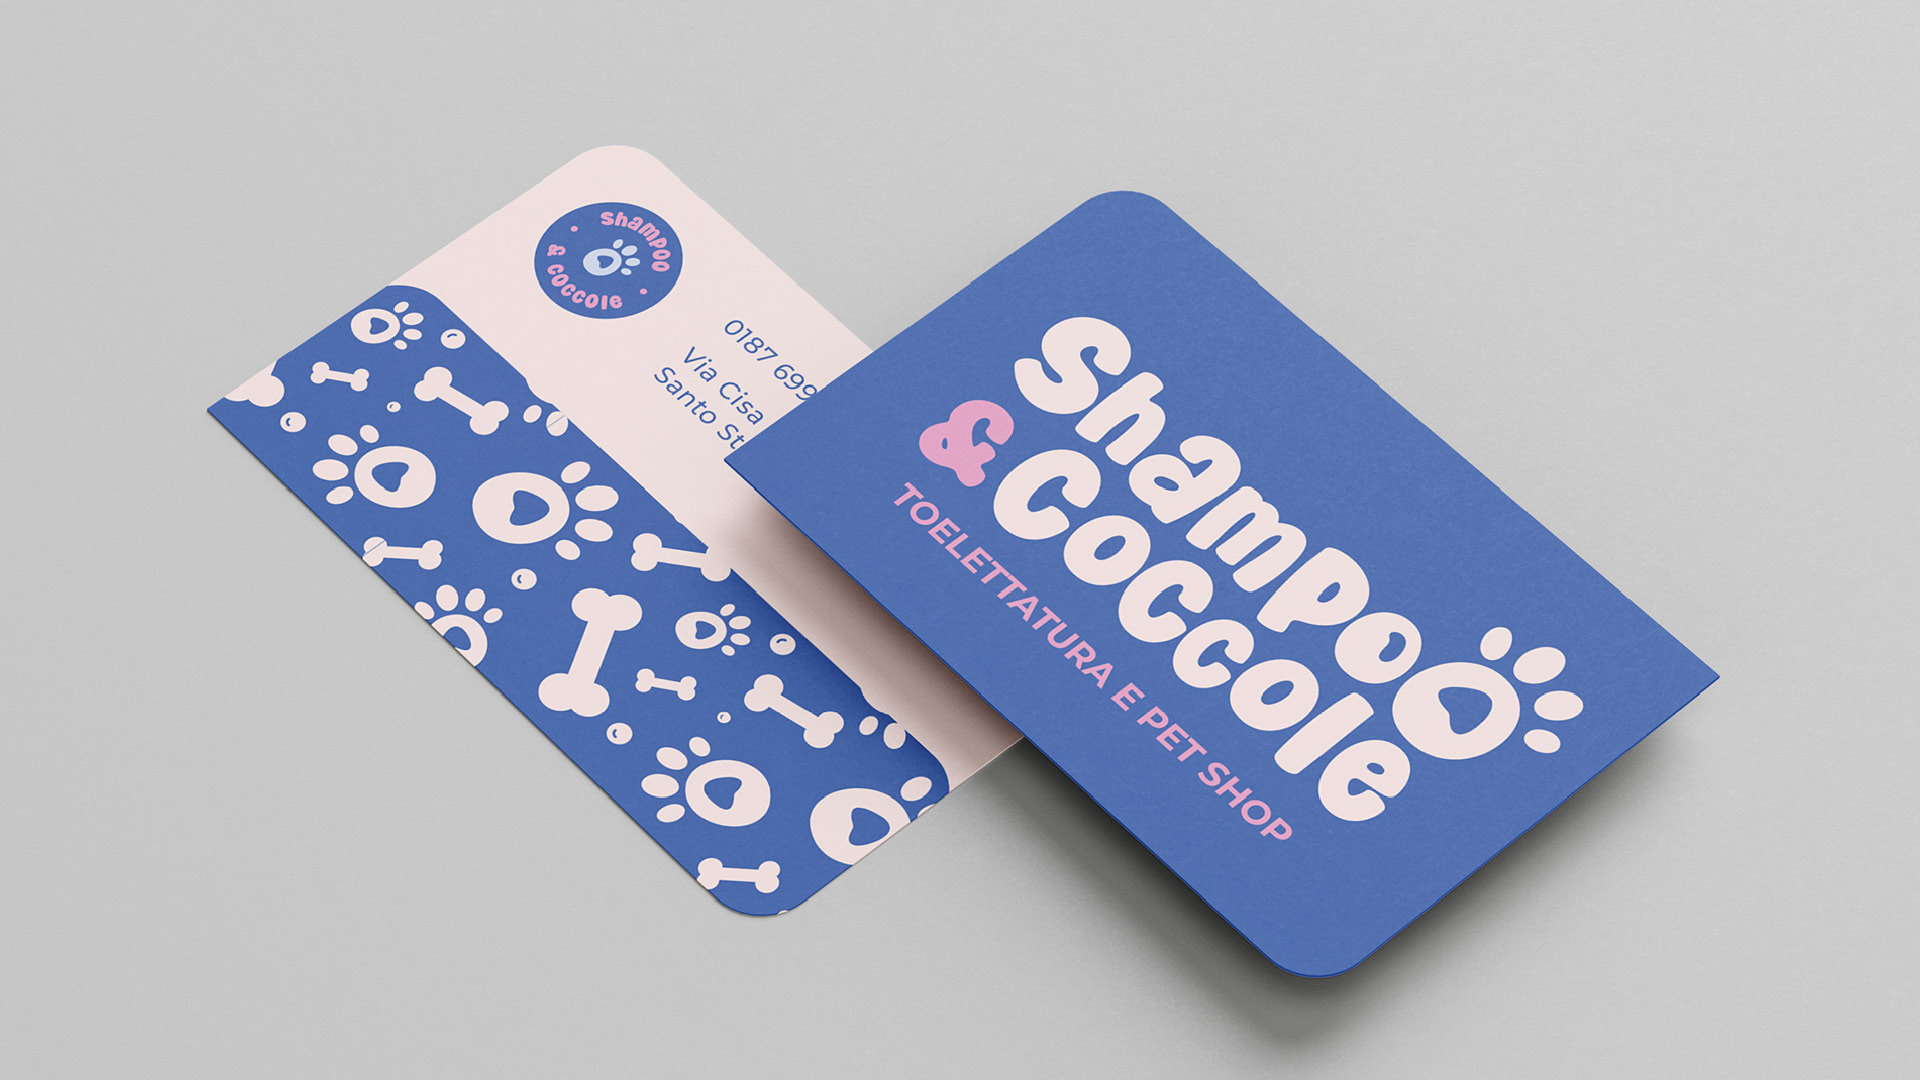 shampoo
& coccole
0187 699
Via Cisa
Santo St
Shampoo
& Coccole
TOELETTATURA E PET SHOP